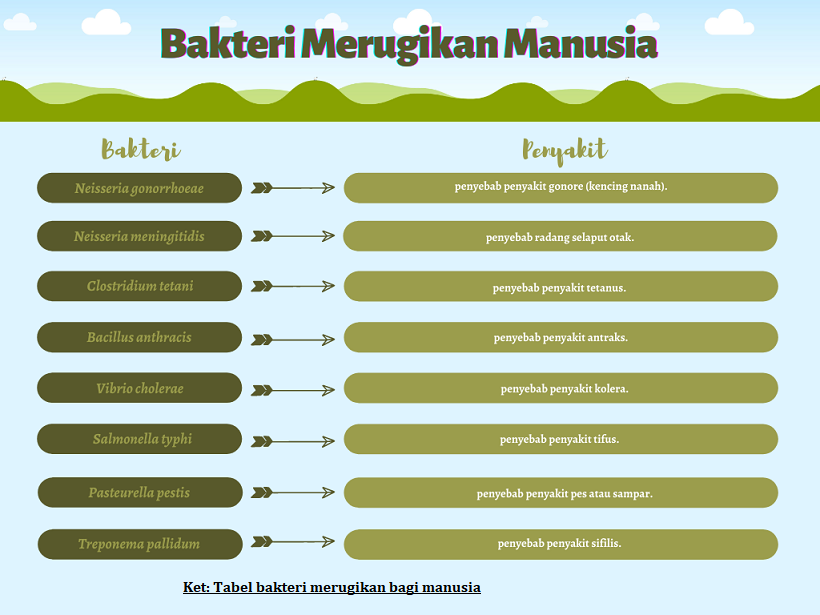 Bakteri Merugikan Manusia
Bakteri Penyakit
Neisseria gonorrhoeae penyebab penyakit gonore (kencing nanah).
Neisseria meningitidis penyebab radang selaput otak.
Clostridium tetani penyebab penyakit tetanus.
Bacillus anthracis penyebab penyakit antraks.
Vibrio cholerae penyebab penyakit kolera.
Salmonella typhi penyebab penyakit tifus.
Pasteurella pestis penyebab penyakit pes atau sampar.
Treponema pallidum penyebab penyakit sifilis.
Ket: Tabel bakteri merugikan bagi manusia